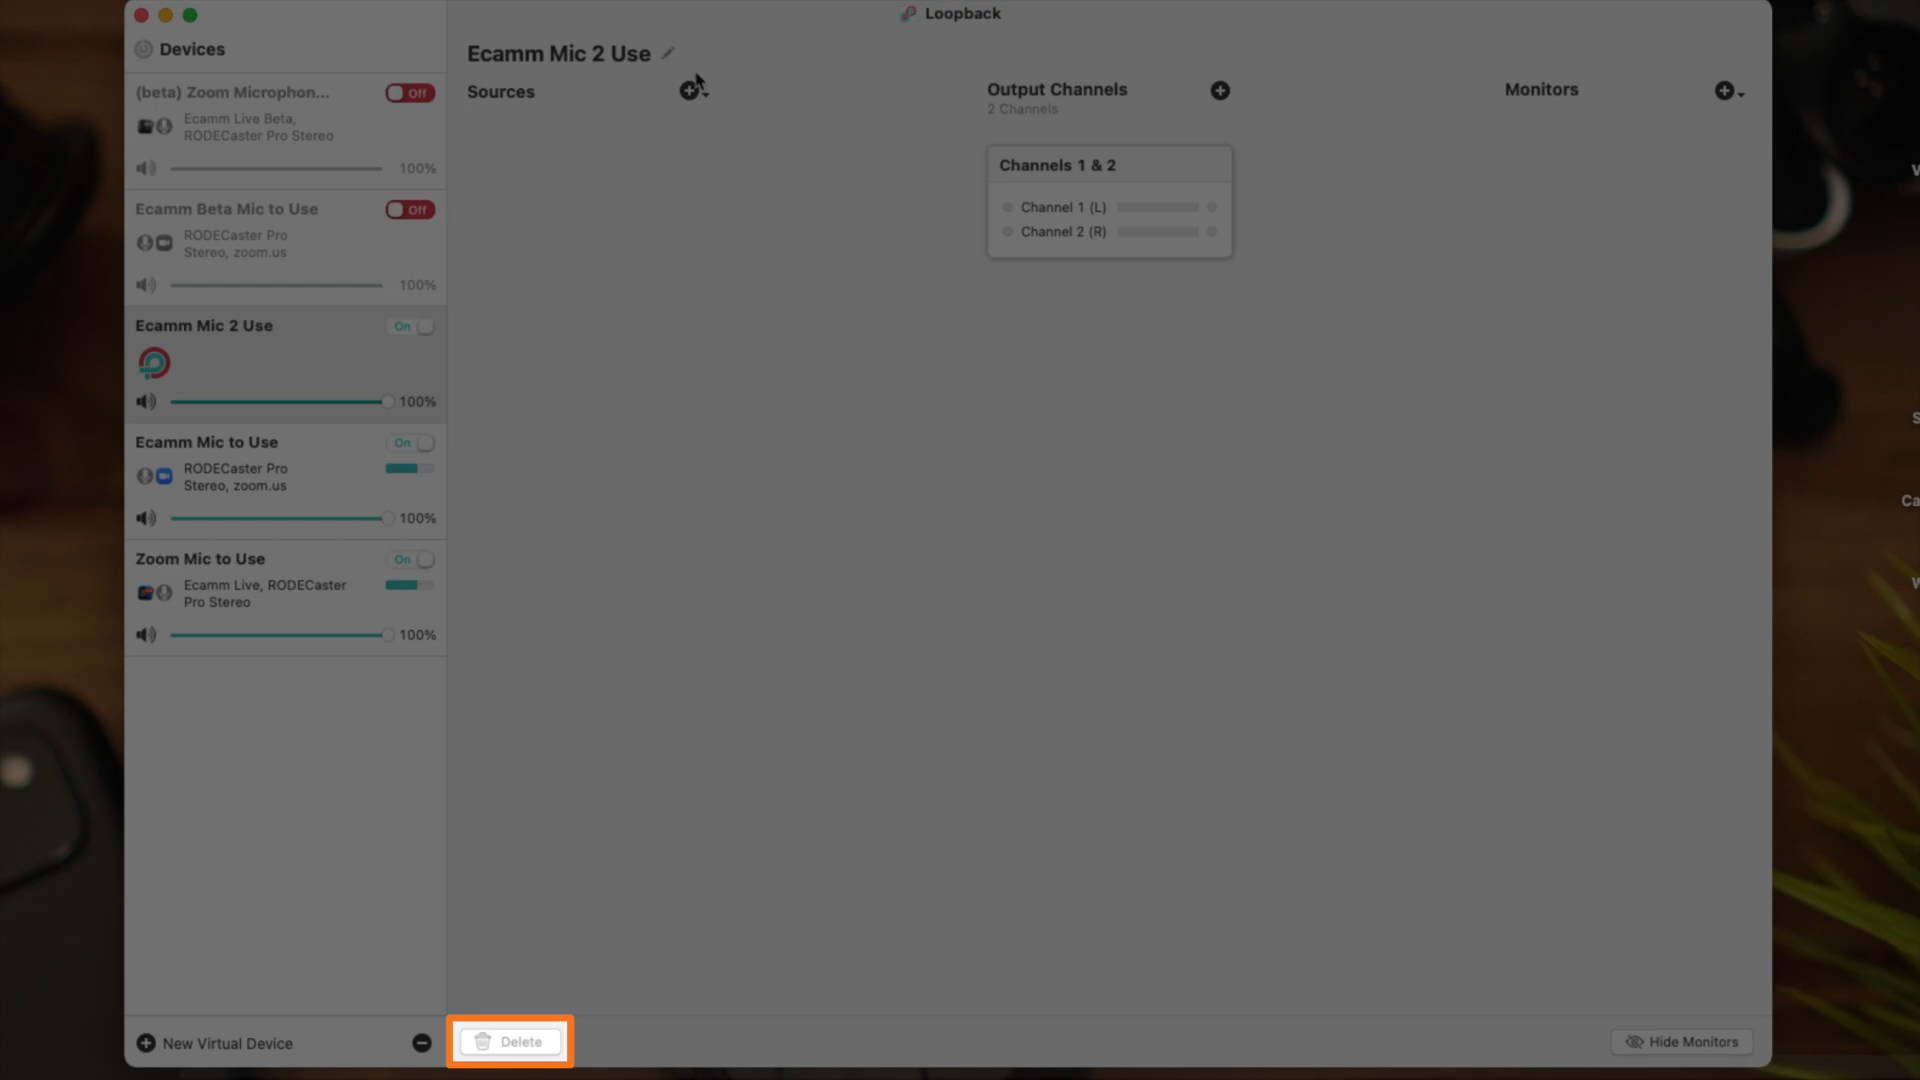 Loopback
Devices
Ecamm Mic 2 Use
Sources
Output Channels
2 Channels
Monitors
(beta) Zoom Microphon...
Off
Ecamm Live Beta,
RODECaster Pro Stereo
100%
Channels 1 & 2
Channel 1 (L)
Channel 2 (R)
Ecamm Beta Mic to Use
Off
RODECaster Pro
Stereo, zoom.us
100%
Ecamm Mic 2 Use
On
100%
Ecamm Mic to Use
On
RODECaster Pro
Stereo, zoom.us
100%
Zoom Mic to Use
On
Ecamm Live, RODECaster
Pro Stereo
100%
New Virtual Device
Delete
Hide Monitors